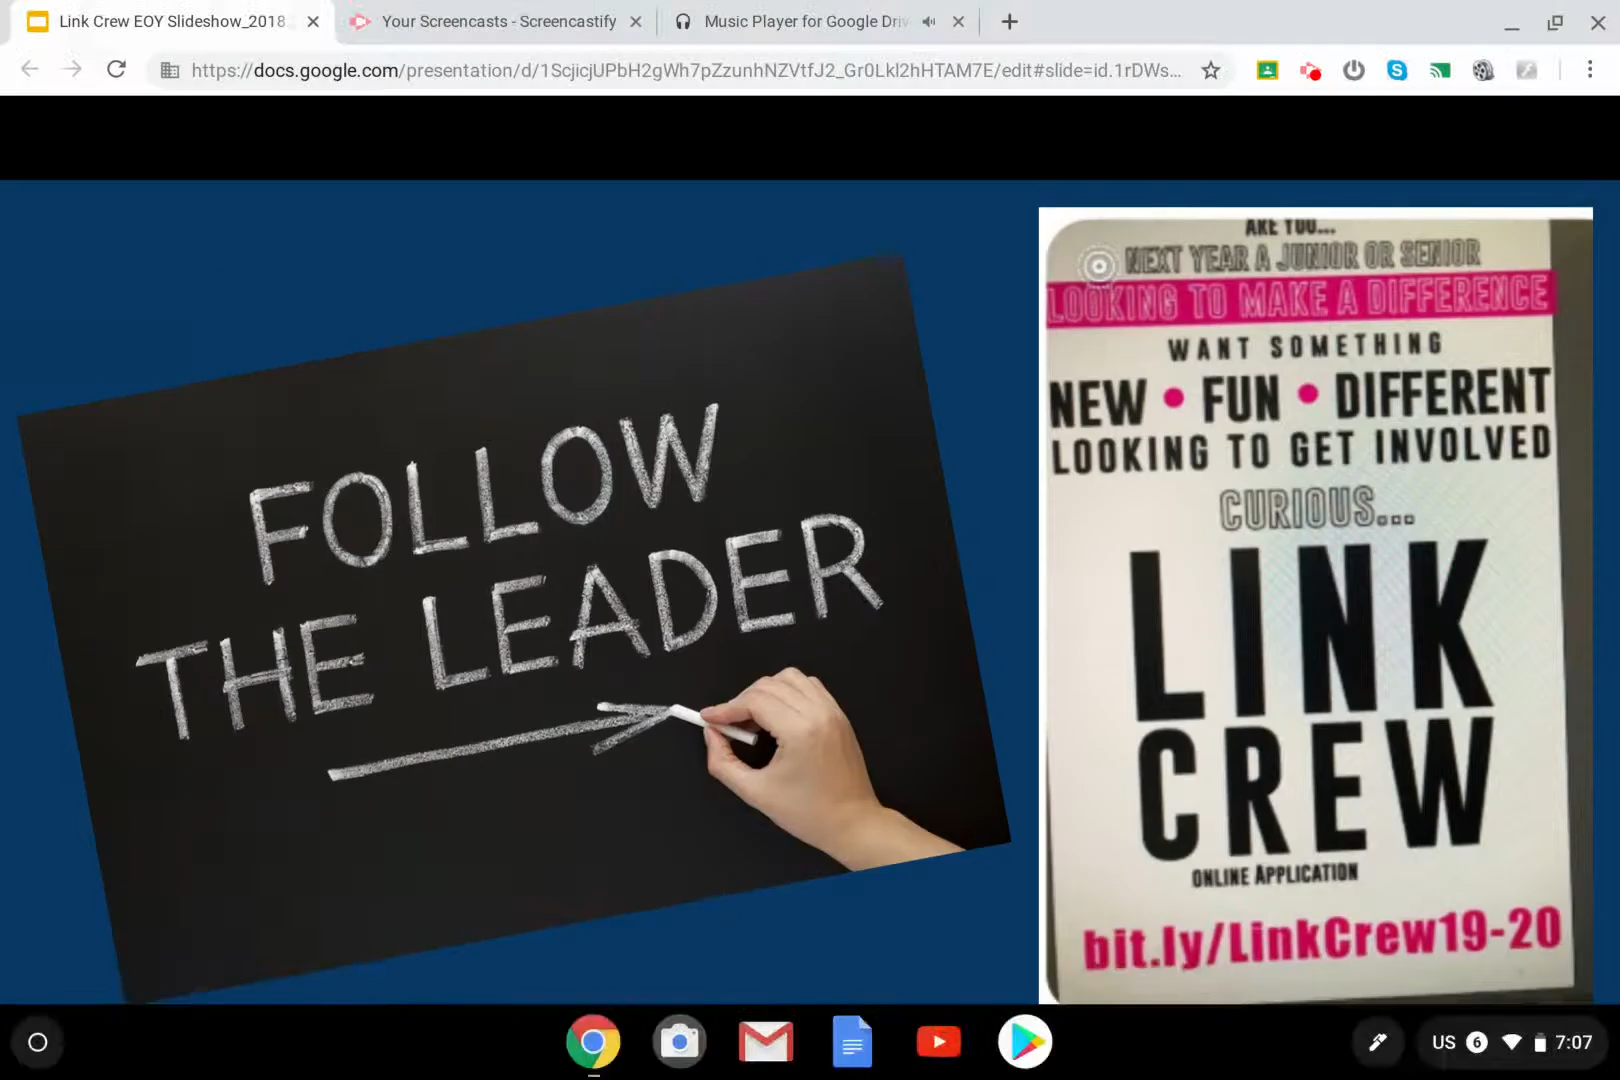 Link Crew EOY Slideshow_2018
Your Screencasts - Screencastify
Music Player for Google Driv
https://docs.google.com/presentation/d/1ScjicjUPbH2gWh7pZzunhNZVtfJ2_Gr0Lkl2hHTAM7E/edit#slide=id.1rDWs...
FOLLOW
THE LEADER
ARE YOU...
NEXT YEAR A JUNIOR OR SENIOR
LOOKING TO MAKE A DIFFERENCE
WANT SOMETHING
NEW • FUN • DIFFERENT
LOOKING TO GET INVOLVED
CURIOUS...
LINK
CREW
ONLINE APPLICATION
bit.ly/LinkCrew19-20
US 6 7:07